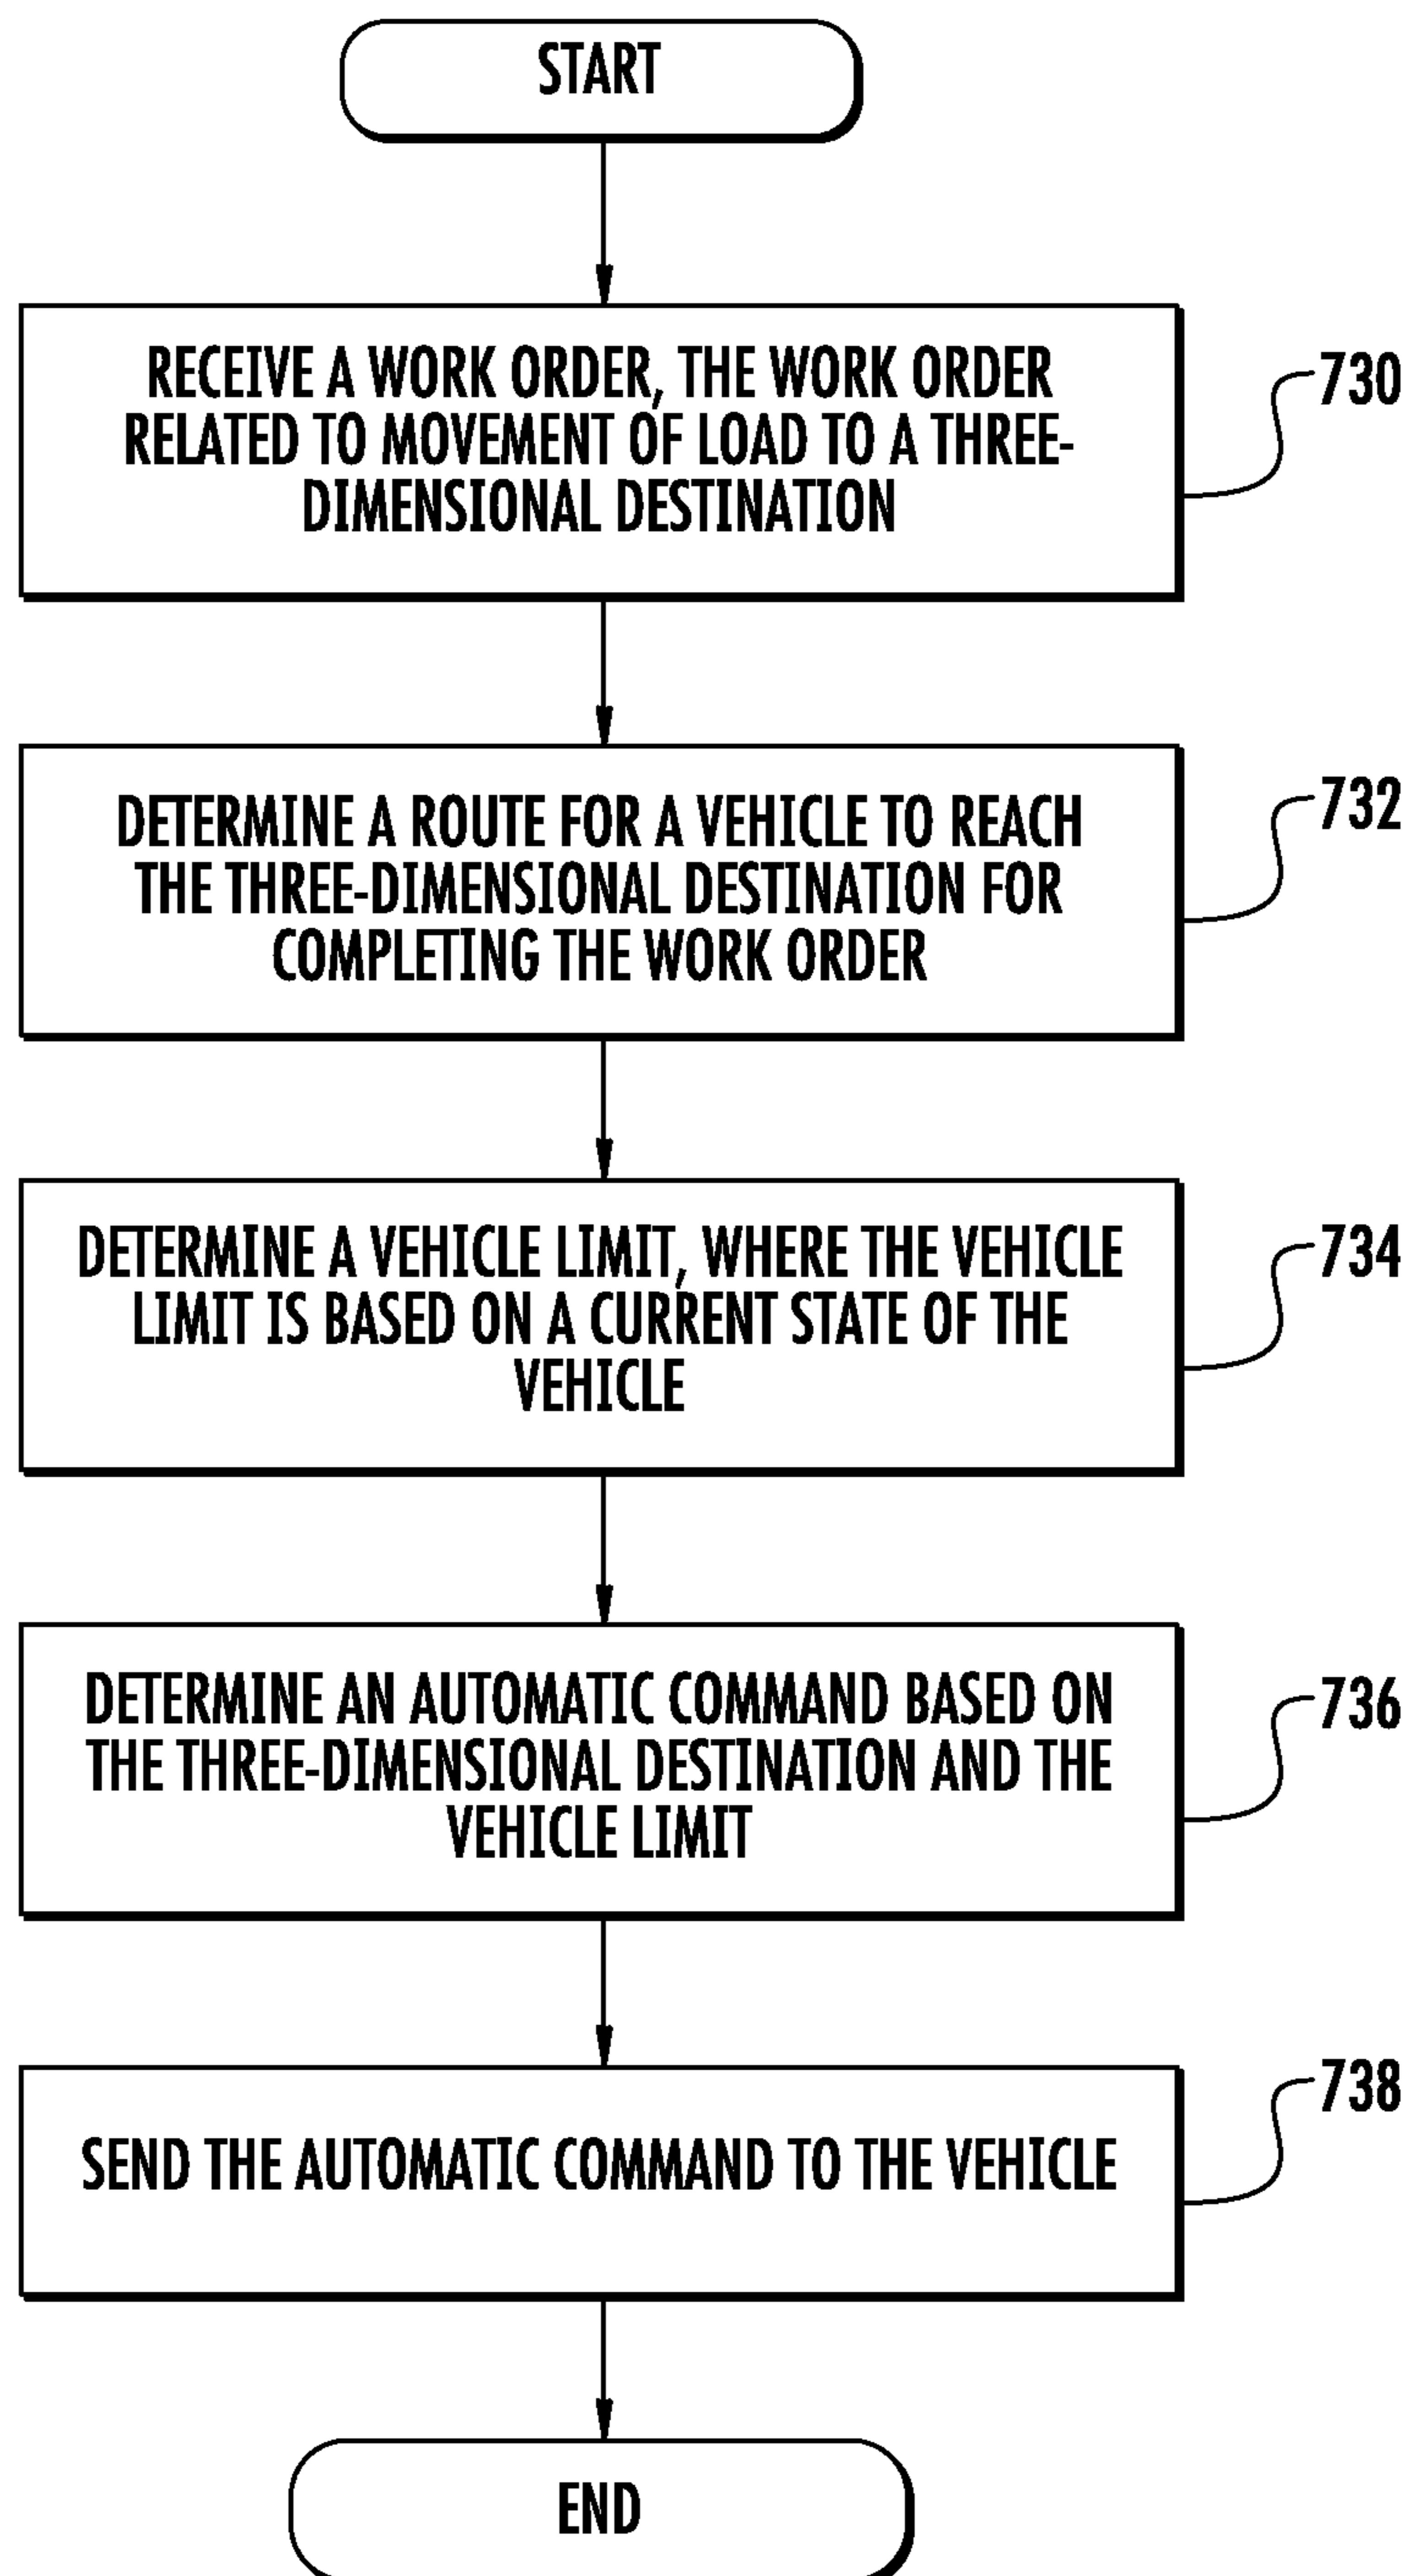 START
RECEIVE A WORK ORDER, THE WORK ORDER
RELATED TO MOVEMENT OF LOAD TO A THREE-
DIMENSIONAL DESTINATION
730
DETERMINE A ROUTE FOR A VEHICLE TO REACH
THE THREE-DIMENSIONAL DESTINATION FOR
COMPLETING THE WORK ORDER
732
DETERMINE A VEHICLE LIMIT, WHERE THE VEHICLE
LIMIT IS BASED ON A CURRENT STATE OF THE
VEHICLE
734
DETERMINE AN AUTOMATIC COMMAND BASED ON
THE THREE-DIMENSIONAL DESTINATION AND THE
VEHICLE LIMIT
736
SEND THE AUTOMATIC COMMAND TO THE VEHICLE
738
END